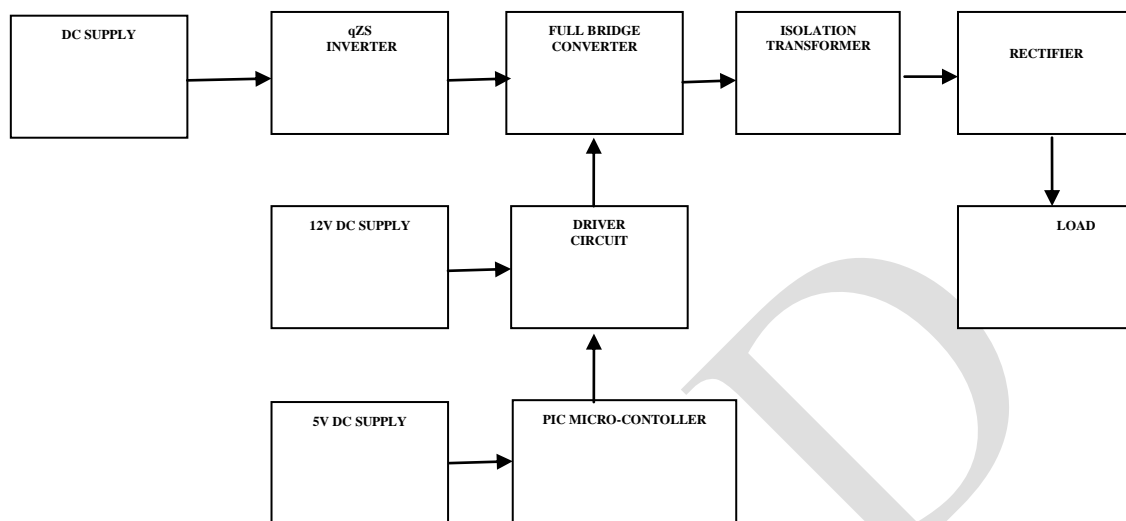 DC SUPPLY
qZS
INVERTER
FULL BRIDGE
CONVERTER
ISOLATION
TRANSFORMER
RECTIFIER
12V DC SUPPLY
DRIVER
CIRCUIT
LOAD
5V DC SUPPLY
PIC MICRO-CONTOLLER